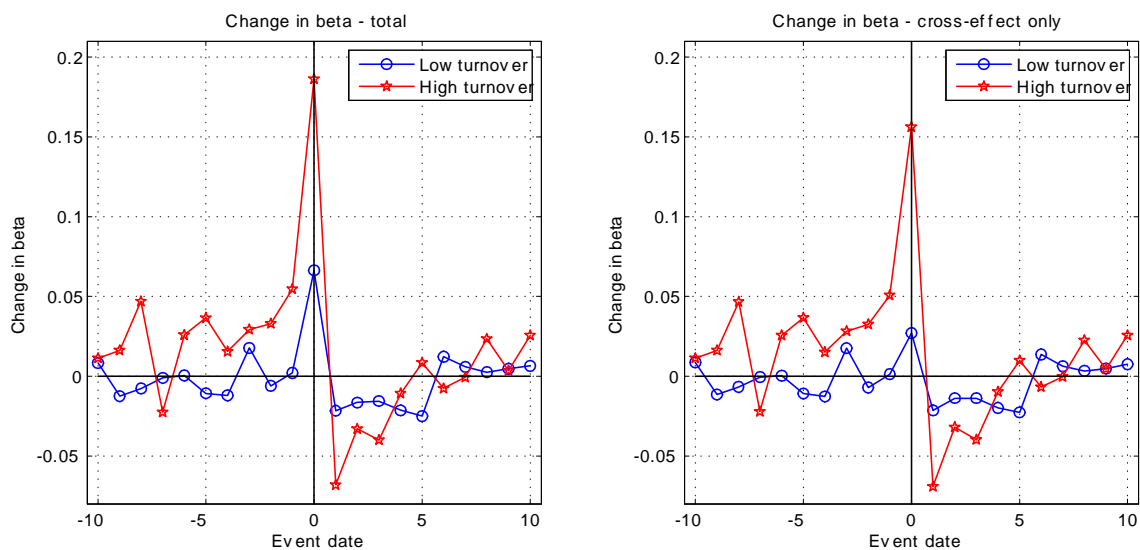 Change in beta - total
0.2
0.15
0.1
0.05
0
-0.05
-10
-5
0
5
10
Change in beta
Event date
Low turnover
High turnover
Change in beta - cross-effect only
0.2
0.15
0.1
0.05
0
-0.05
-10
-5
0
5
10
Change in beta
Event date
Low turnover
High turnover